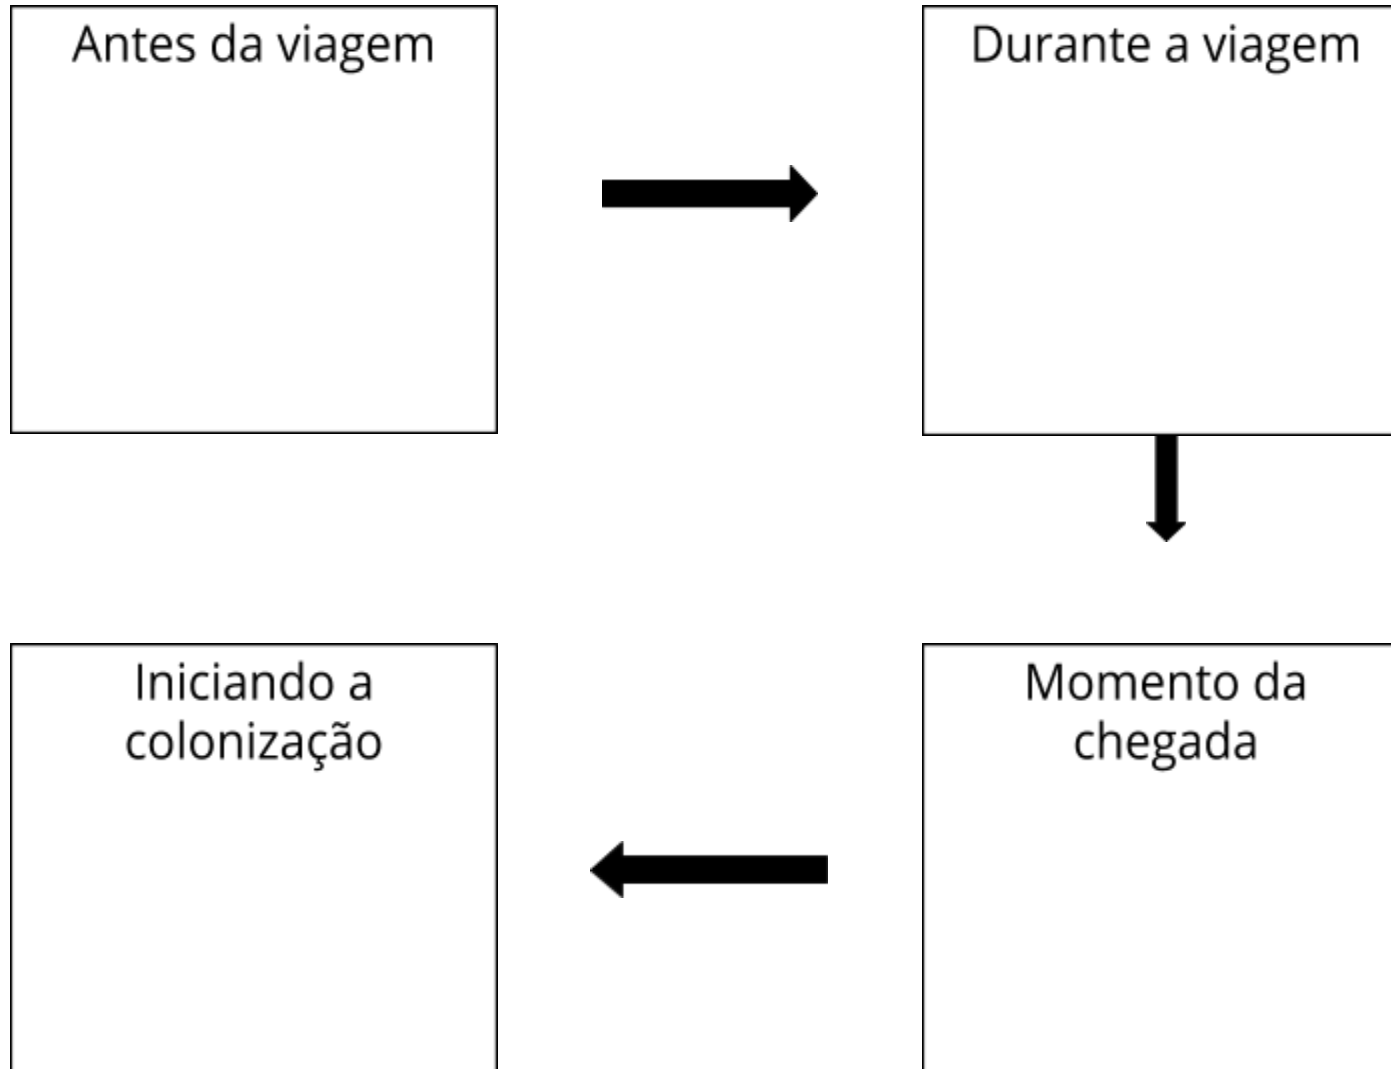 Antes da viagem
Durante a viagem
Momento da
chegada
Iniciando a
colonização